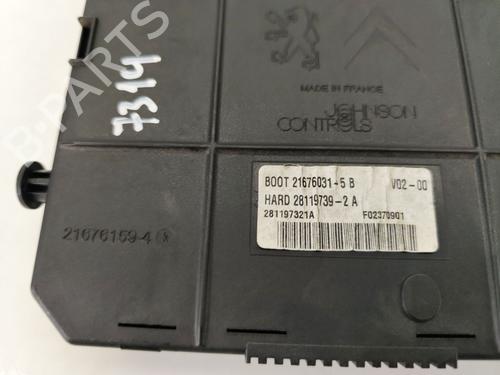 B-PARTS
7314
MADE IN FRANCE
JOHNSON
CONTROLS
BOOT 21676031-5 B V02-00
HARD 28119739-2 A
281197321A F02370901
21676159-4